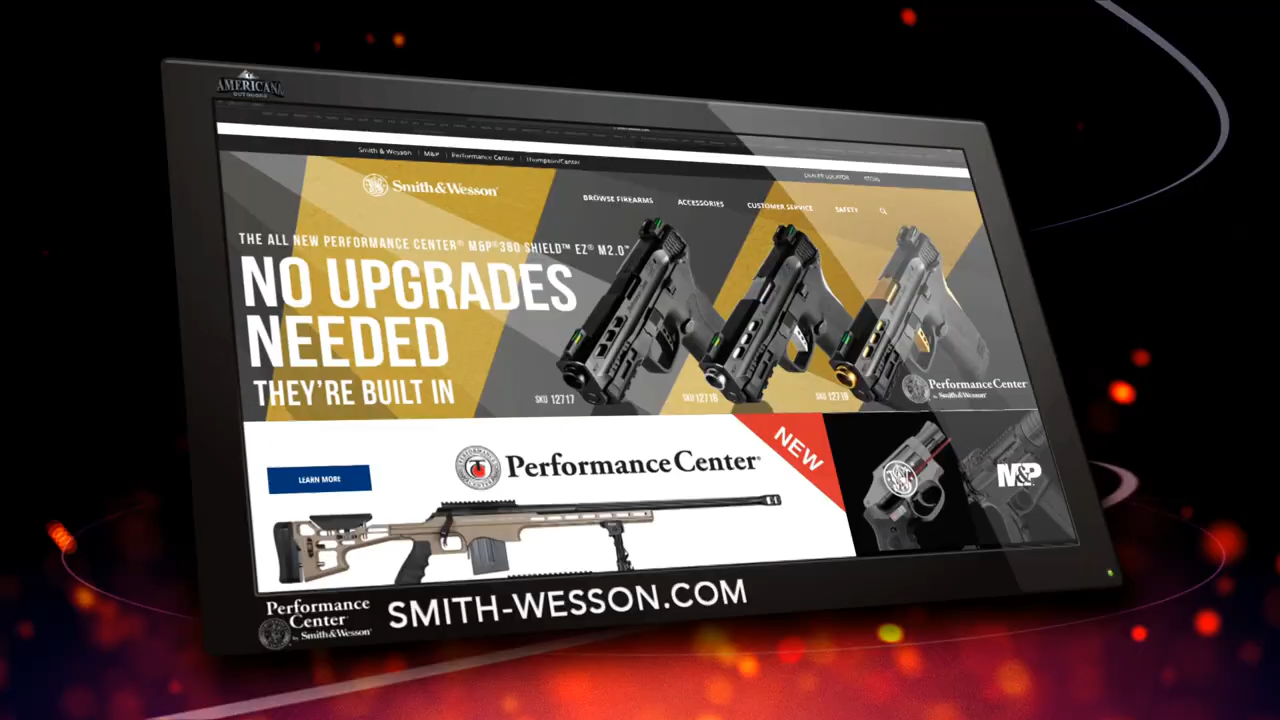 AMERICANA
OUTDOORS
Smith & Wesson | M&P | Performance Center | Thompson/Center
DEALER LOCATOR
Smith & Wesson
BROWSE FIREARMS ACCESSORIES CUSTOMER SERVICE SAFETY
THE ALL NEW PERFORMANCE CENTER® M&P®380 SHIELD™ EZ® M2.0™
NO UPGRADES
NEEDED
THEY'RE BUILT IN
SKU 12717
SKU 12718
SKU 12719
Performance Center
by Smith & Wesson
NEW
Performance Center®
LEARN MORE
M&P
Performance
Center
by Smith & Wesson
SMITH-WESSON.COM